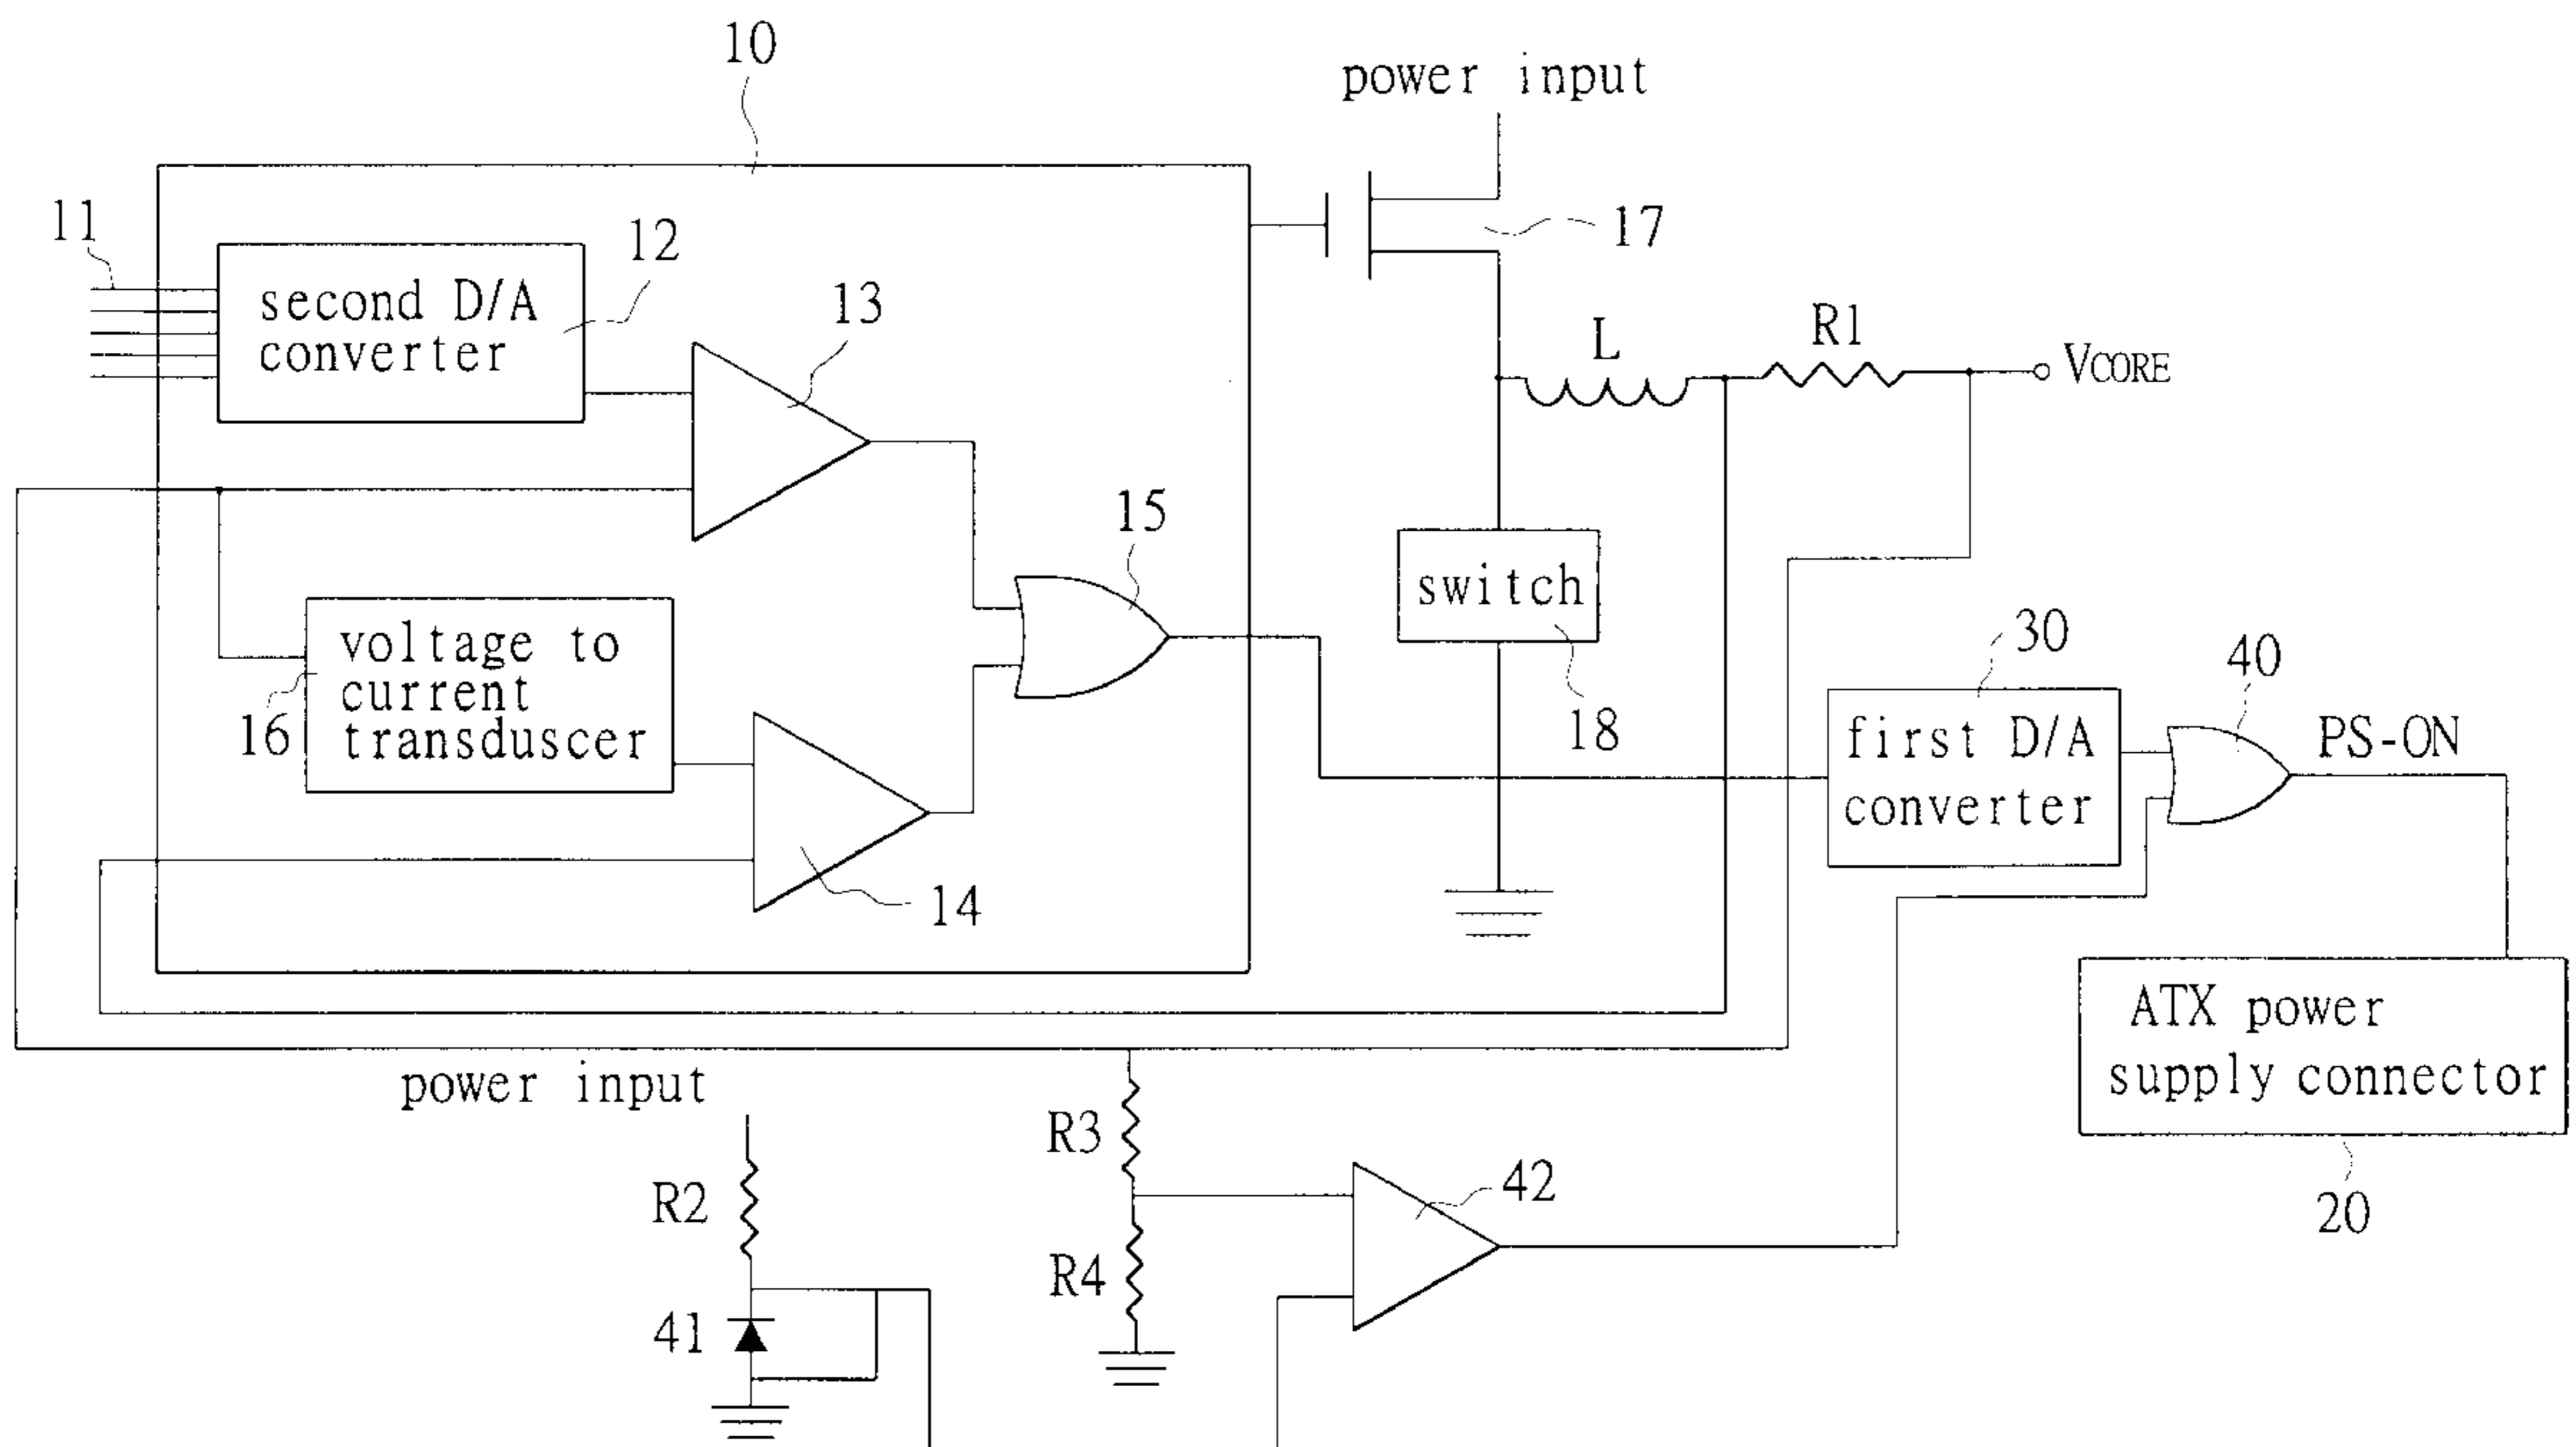 10
power input
11
second D/A
converter
12
13
17
L
R1
VCORE
15
switch
18
voltage to
current
transduscer
16
14
30
first D/A
converter
40
PS-ON
ATX power
supply connector
20
power input
R2
41
R3
R4
42